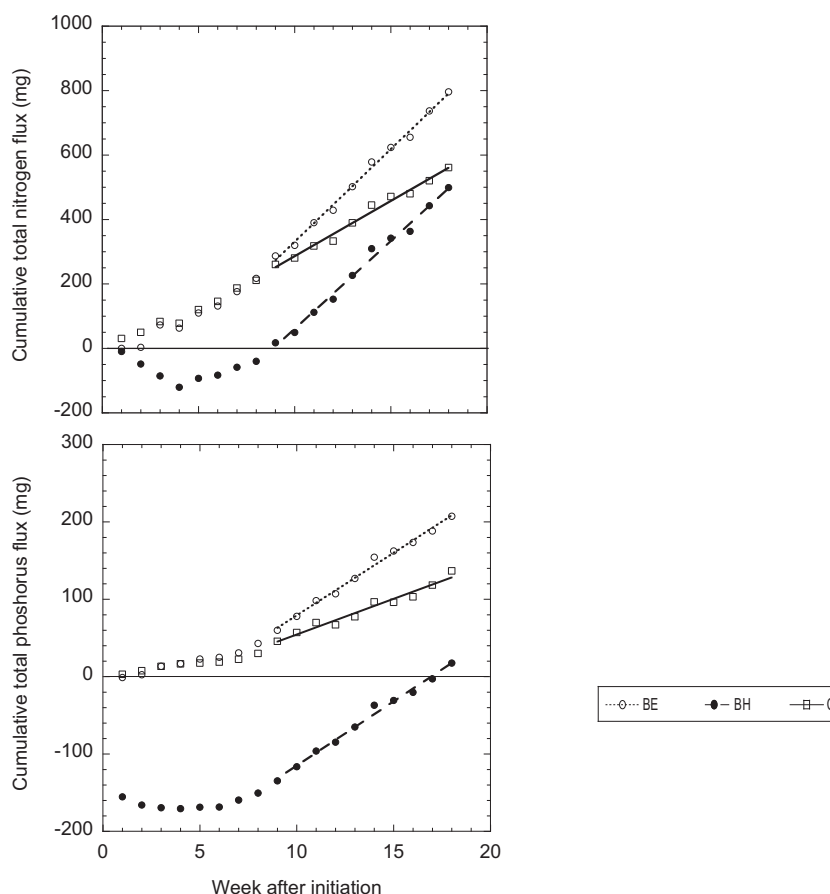 1000
800
600
400
200
0
-200
Cumulative total nitrogen flux (mg)
300
200
100
0
-100
-200
Cumulative total phoshorus flux (mg)
0 5 10 15 20
Week after initiation
BE BH